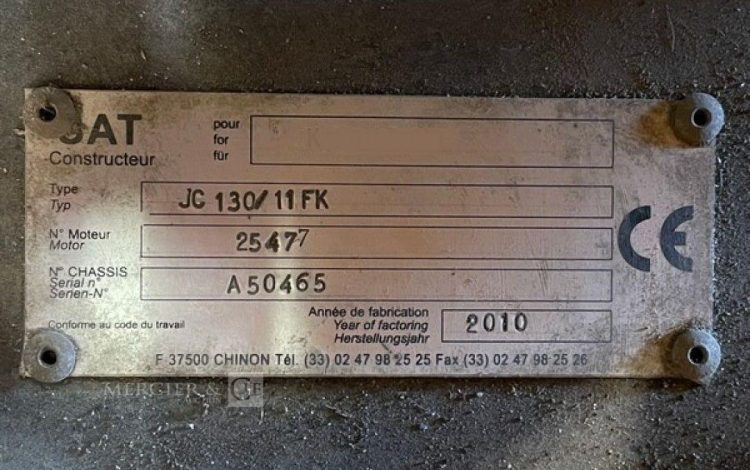 SAT
Constructeur
pour
for
für
Type
Typ
JC 130/11FK
N° Moteur
Motor
25477
N° CHASSIS
Serial n°
Serien-N°
A50465
Conforme au code du travail
Année de fabrication
Year of factoring
Herstellungsjahr
2010
CE
F 37500 CHINON Tél. (33) 02 47 98 25 25 Fax (33) 02 47 98 25 26
MERGIER & CIE